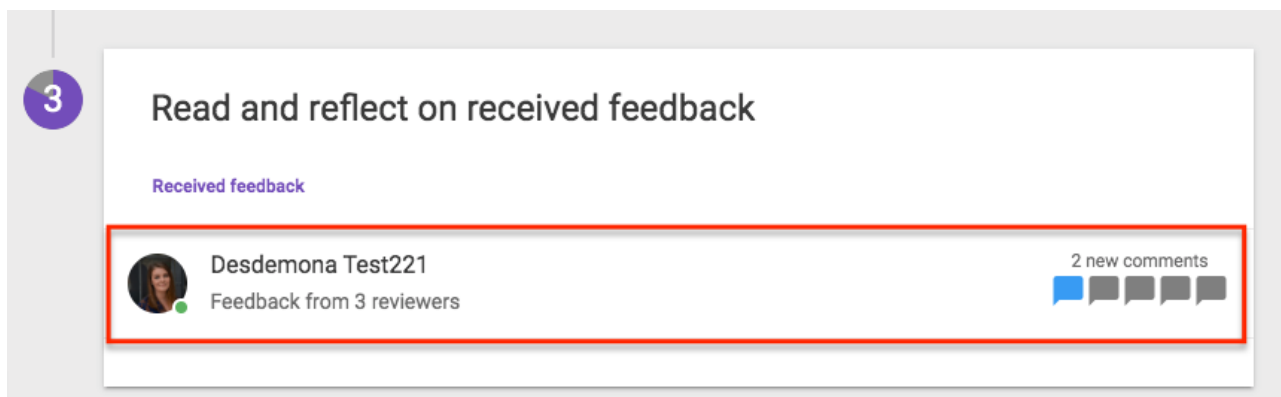 3
Read and reflect on received feedback
Received feedback
Desdemona Test221
2 new comments
Feedback from 3 reviewers